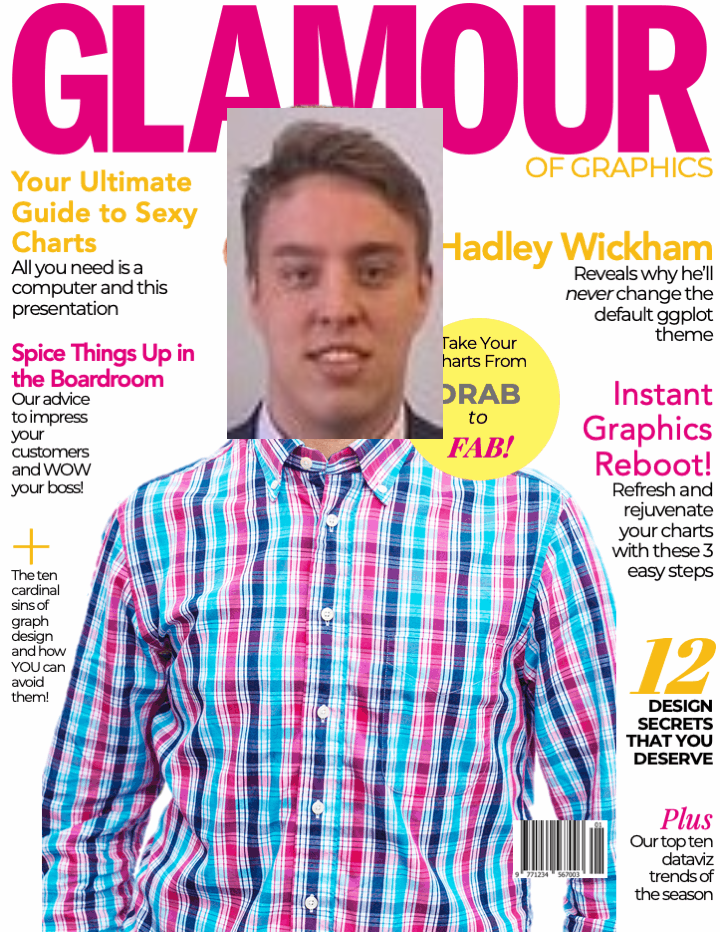 GLAMOUR
OF GRAPHICS
Your Ultimate
Guide to Sexy
Charts
All you need is a
computer and this
presentation
Spice Things Up in
the Boardroom
Our advice
to impress
your
customers
and WOW
your boss!
+
The ten
cardinal
sins of
graph
design
and how
YOU can
avoid
them!
Hadley Wickham
Reveals why he'll
never change the
default ggplot
theme
Take Your
harts From
DRAB
to
FAB!
Instant
Graphics
Reboot!
Refresh and
rejuvenate
your charts
with these 3
easy steps
12
DESIGN
SECRETS
THAT YOU
DESERVE
Plus
Our top ten
dataviz
trends of
the season
9 771234 567003